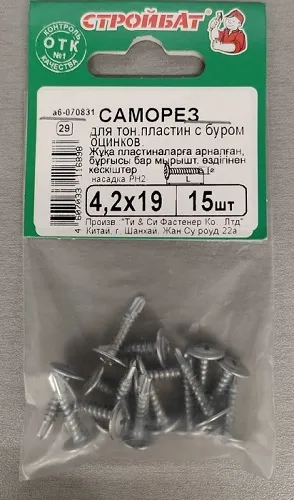 СТРОЙБАТ
КОНТРОЛЬ
ОТК
№1
КАЧЕСТВА
аб-070831
29
САМОРЕЗ
для тон.пластин с буром
оцинков.
Жұқа пластиналарға арналған,
бұрғысы бар мырышт. өздігінен
кескіштер
насадка PH2
L
4,2x19
15шт
Произв. "Ти & Си Фастенер Ко., Лтд"
Китай, г. Шанхай, Жан Су роуд 22а